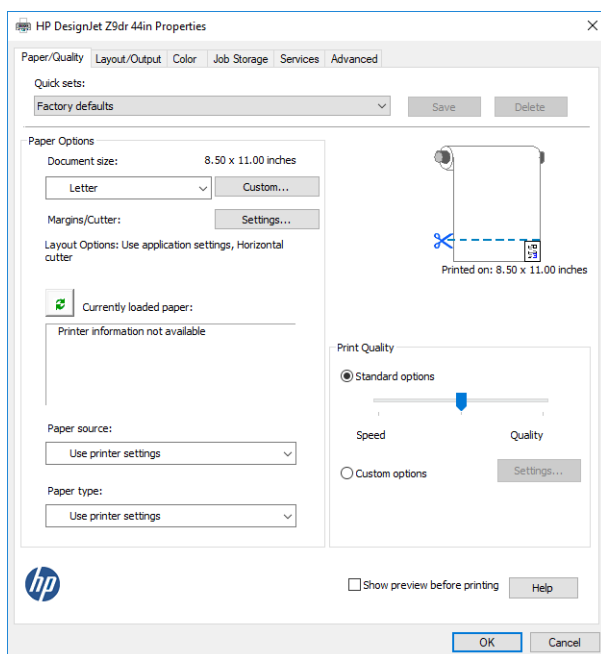 HP DesignJet Z9dr 44in Properties
Paper/Quality Layout/Output Color Job Storage Services Advanced
Quick sets:
Factory defaults
Save Delete
Paper Options
Document size: 8.50 x 11.00 inches
Letter Custom...
Margins/Cutter: Settings...
Layout Options: Use application settings, Horizontal
cutter
Printed on: 8.50 x 11.00 inches
Currently loaded paper:
Printer information not available
Print Quality
Standard options
Speed Quality
Custom options Settings...
Paper source:
Use printer settings
Paper type:
Use printer settings
hp
Show preview before printing Help
OK Cancel